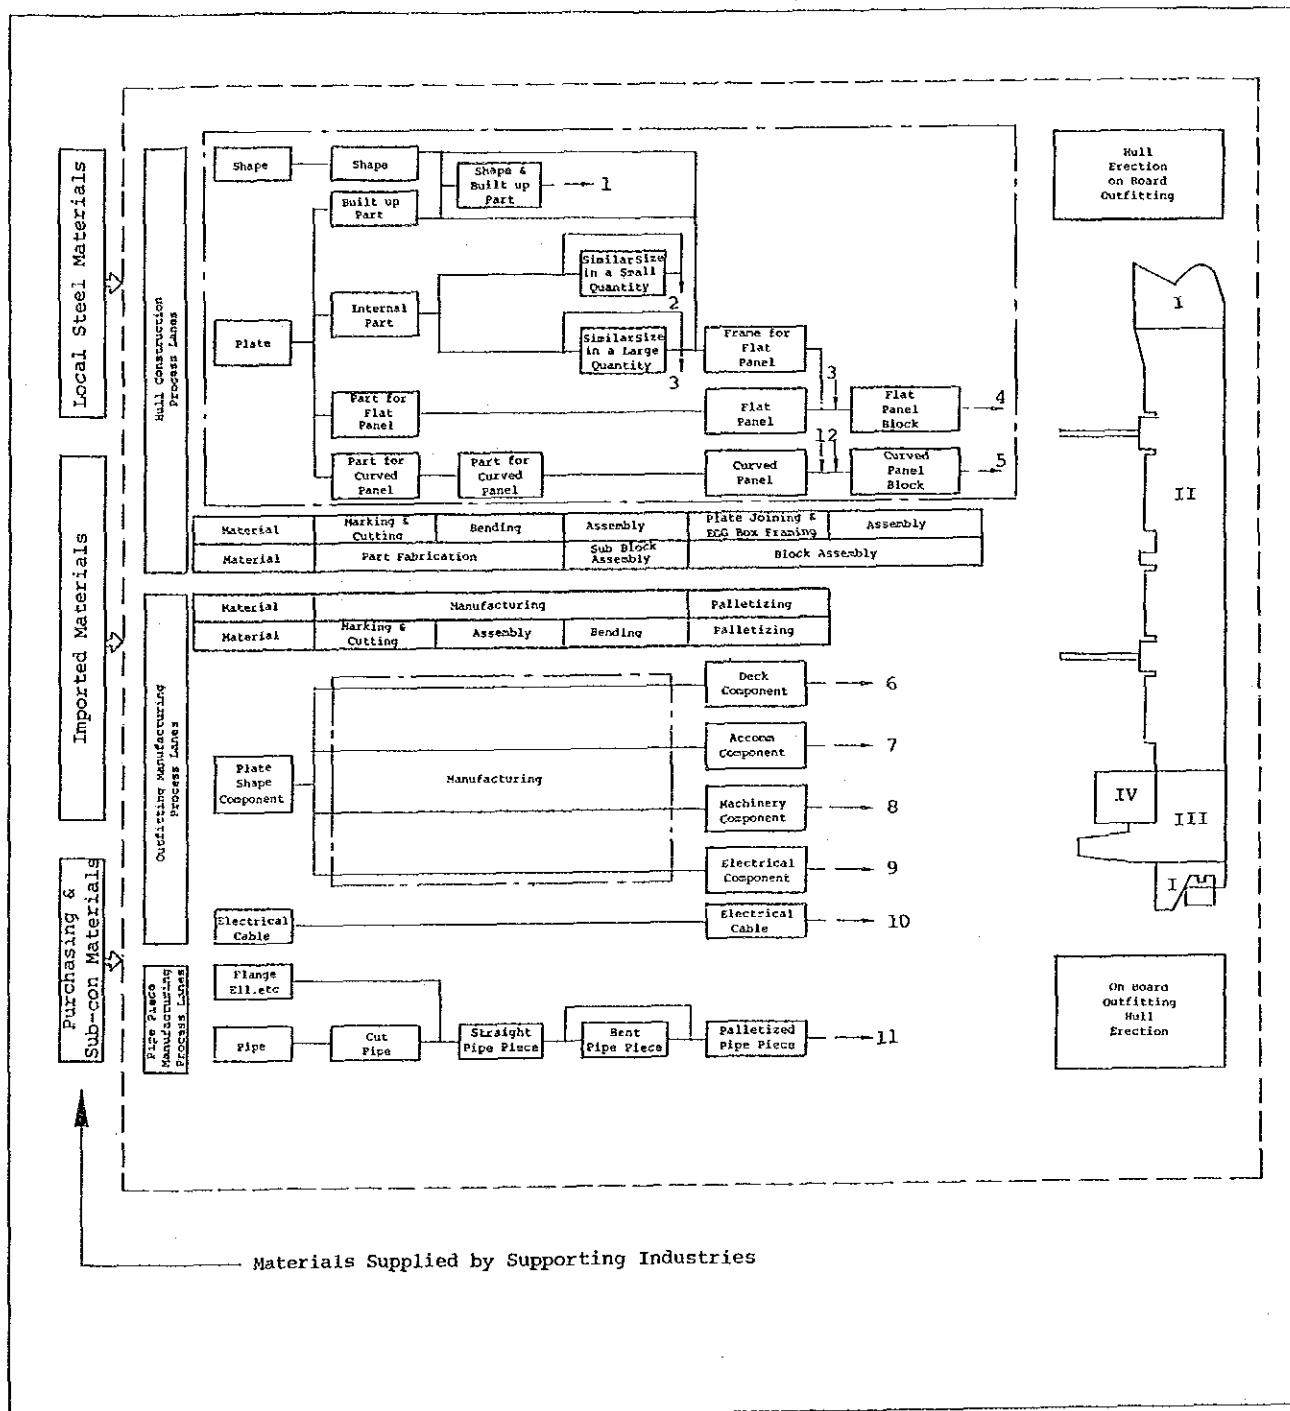 Local Steel Materials
Imported Materials
Purchasing &
Sub-con Materials
Hull Construction
Process Lanes
Shape
Shape
Shape &
Built up
Part
1
Built up
Part
Similar Size
in a Small
Quantity
2
Internal
Part
Plate
Similar Size
in a Large
Quantity
3
Frame for
Flat
Panel
3
Part for
Flat
Panel
Flat
Panel
Flat
Panel
Block
4
12
Part for
Curved
Panel
Part for
Curved
Panel
Curved
Panel
Curved
Panel
Block
5
Material
Marking &
Cutting
Bending
Assembly
Plate Joining &
EGG Box Framing
Assembly
Material
Part Fabrication
Sub Block
Assembly
Block Assembly
Outfitting Manufacturing
Process Lanes
Material
Manufacturing
Palletizing
Material
Marking &
Cutting
Assembly
Bending
Palletizing
Deck
Component
6
Accomm
Component
7
Plate
Shape
Component
Manufacturing
Machinery
Component
8
Electrical
Component
9
Electrical
Cable
Electrical
Cable
10
Pipe Piece
Manufacturing
Process Lanes
Flange
Ell.etc
Pipe
Cut
Pipe
Straight
Pipe Piece
Bent
Pipe Piece
Palletized
Pipe Piece
11
Hull
Erection
on Board
Outfitting
I
II
IV
III
I
On Board
Outfitting
Hull
Erection
Materials Supplied by Supporting Industries